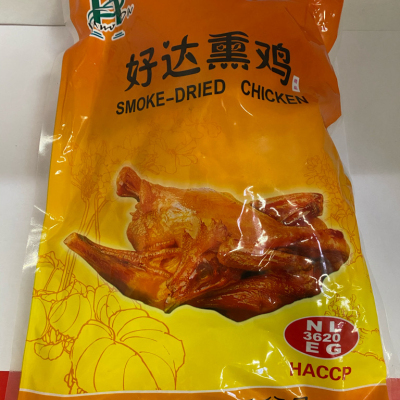 好达熏鸡
SMOKE-DRIED CHICKEN
NL
3620
EG
HACCP